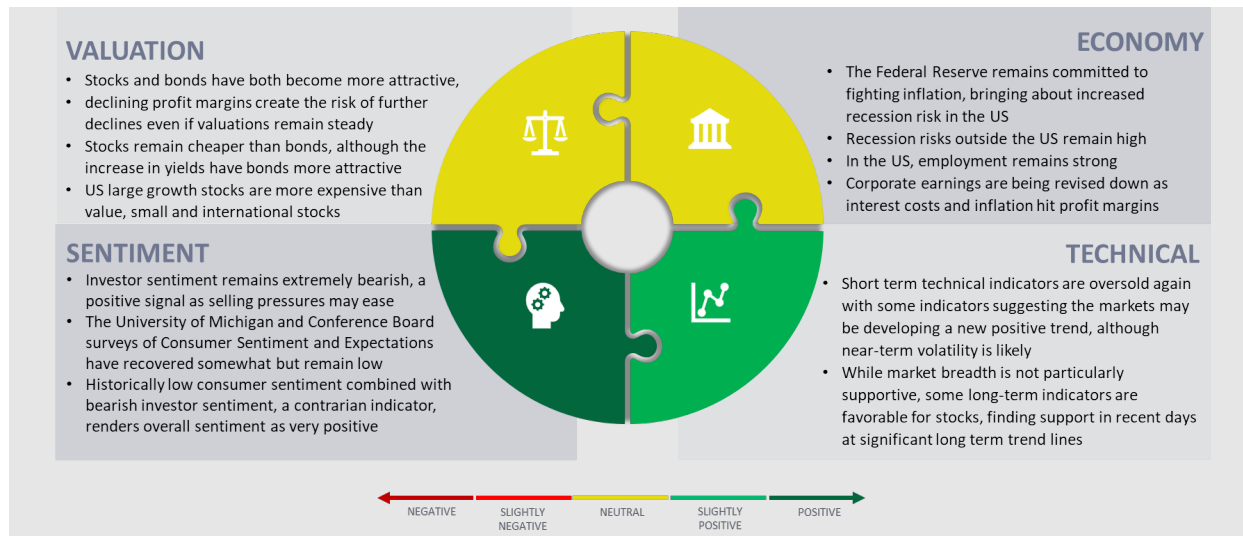 VALUATION
• Stocks and bonds have both become more attractive,
• declining profit margins create the risk of further
declines even if valuations remain steady
• Stocks remain cheaper than bonds, although the
increase in yields have bonds more attractive
• US large growth stocks are more expensive than
value, small and international stocks
ECONOMY
• The Federal Reserve remains committed to
fighting inflation, bringing about increased
recession risk in the US
• Recession risks outside the US remain high
• In the US, employment remains strong
• Corporate earnings are being revised down as
interest costs and inflation hit profit margins
SENTIMENT
• Investor sentiment remains extremely bearish, a
positive signal as selling pressures may ease
• The University of Michigan and Conference Board
surveys of Consumer Sentiment and Expectations
have recovered somewhat but remain low
• Historically low consumer sentiment combined with
bearish investor sentiment, a contrarian indicator,
renders overall sentiment as very positive
TECHNICAL
• Short term technical indicators are oversold again
with some indicators suggesting the markets may
be developing a new positive trend, although
near-term volatility is likely
• While market breadth is not particularly
supportive, some long-term indicators are
favorable for stocks, finding support in recent days
at significant long term trend lines
NEGATIVE
SLIGHTLY
NEGATIVE
NEUTRAL
SLIGHTLY
POSITIVE
POSITIVE